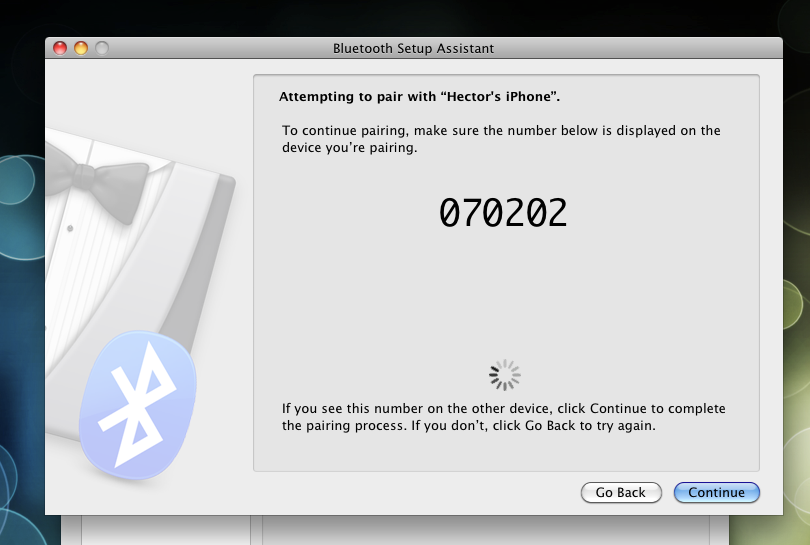 Bluetooth Setup Assistant
Attempting to pair with “Hector's iPhone”.
To continue pairing, make sure the number below is displayed on the
device you’re pairing.
070202
If you see this number on the other device, click Continue to complete
the pairing process. If you don’t, click Go Back to try again.
Go Back
Continue